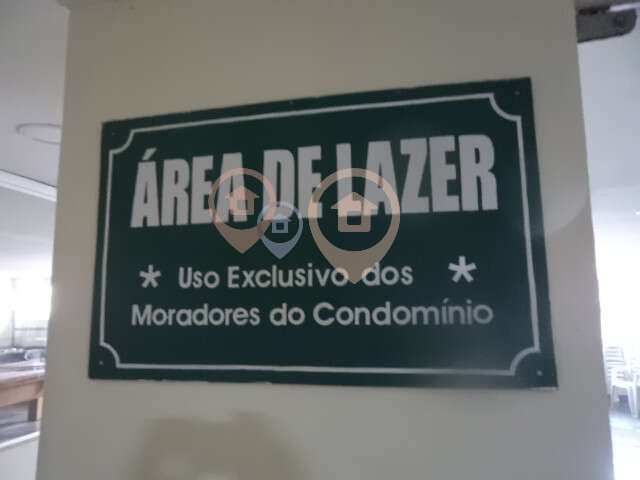 ÁREA DE LAZER
* Uso Exclusivo dos *
Moradores do Condomínio